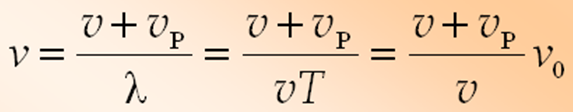 ν = (v + v_P) / λ = (v + v_P) / (vT) = (v + v_P) / v ν_0